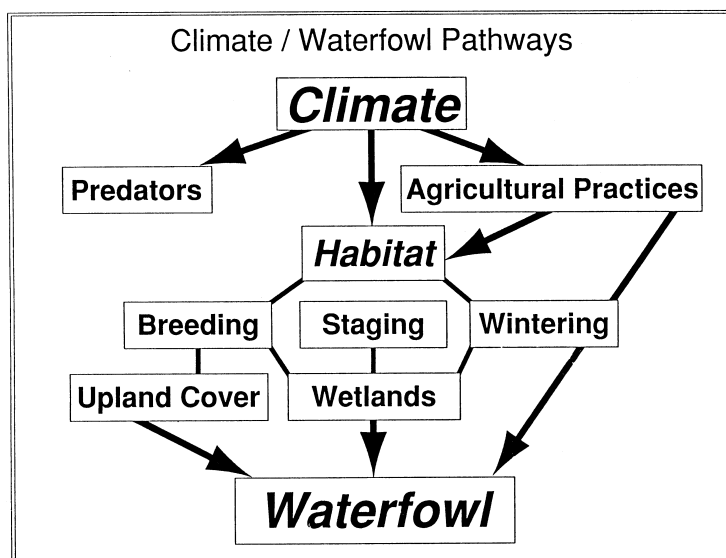 Climate / Waterfowl Pathways
Climate
Predators
Agricultural Practices
Habitat
Breeding
Staging
Wintering
Upland Cover
Wetlands
Waterfowl